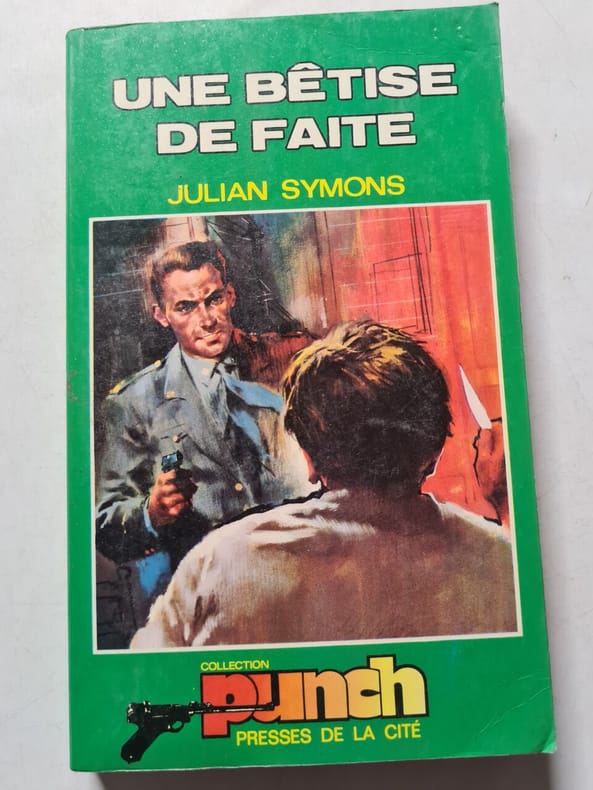 UNE BÊTISE
DE FAITE
JULIAN SYMONS
COLLECTION
punch
PRESSES DE LA CITÉ